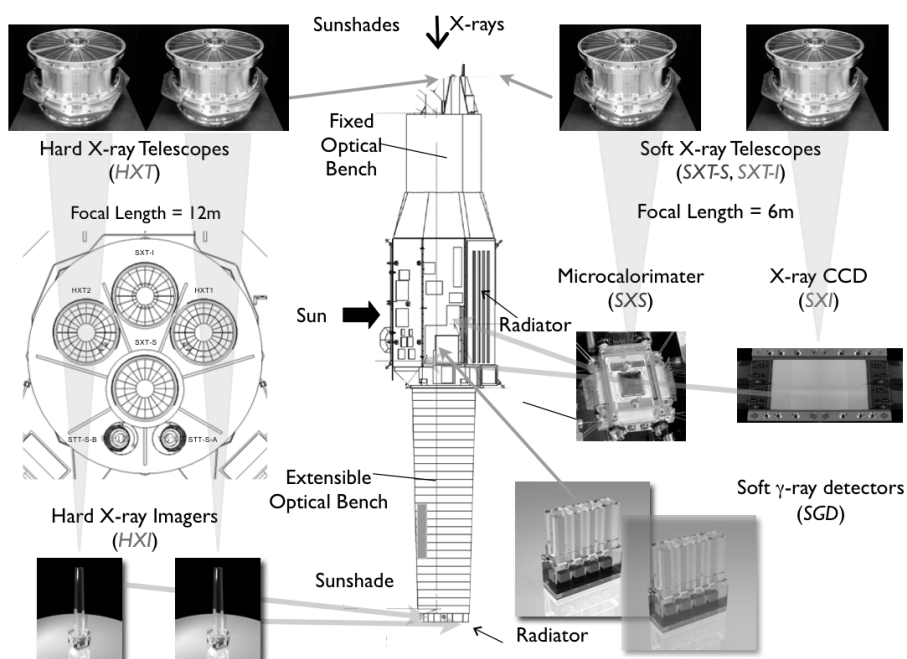 Sunshades
X-rays
Fixed
Optical
Bench
Hard X-ray Telescopes
(HXT)
Soft X-ray Telescopes
(SXT-S, SXT-I)
Focal Length = 12m
Focal Length = 6m
SXT-I
HXT2
HXT1
SXT-S
STT-S-B
STT-S-A
Sun
Radiator
Microcalorimater
(SXS)
X-ray CCD
(SXI)
Extensible
Optical Bench
Soft γ-ray detectors
(SGD)
Hard X-ray Imagers
(HXI)
Sunshade
Radiator